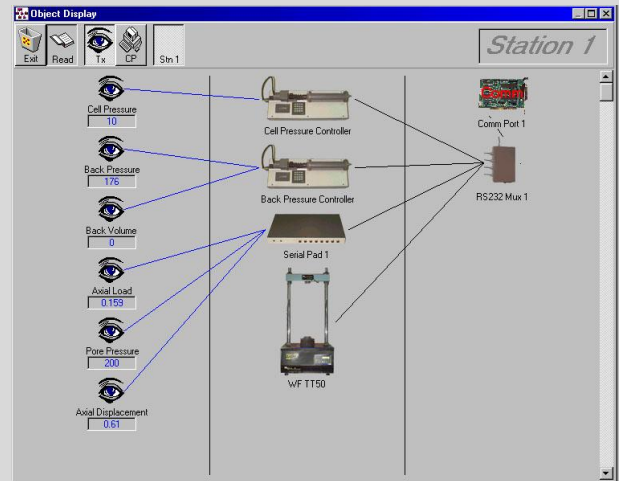 Object Display
Exit Read Tx CP Stn 1
Station 1
Cell Pressure
10
Back Pressure
176
Back Volume
0
Axial Load
0.159
Pore Pressure
200
Axial Displacement
0.61
Cell Pressure Controller
Back Pressure Controller
Serial Pad 1
WF TT50
Comm
Comm Port 1
RS232 Mux 1